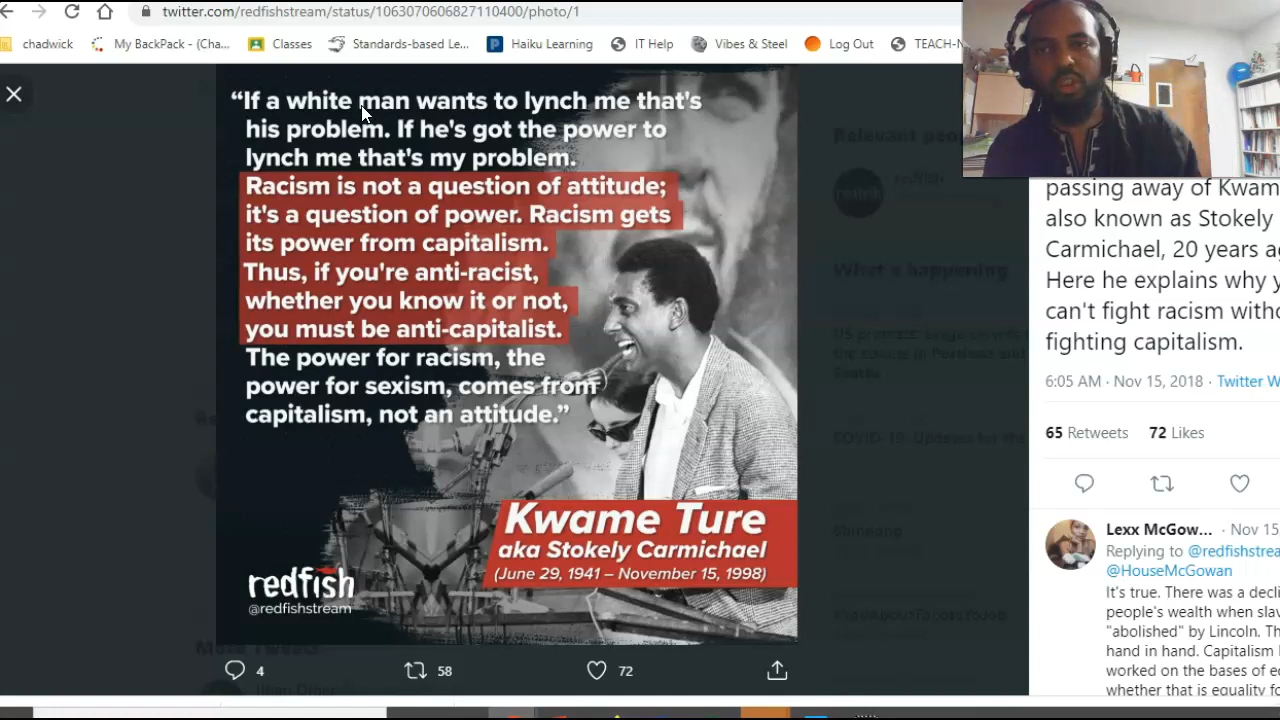 twitter.com/redfishstream/status/1063070606827110400/photo/1
chadwick
My BackPack - (Cha...
Classes
Standards-based Le...
Haiku Learning
IT Help
Vibes & Steel
Log Out
TEACH-N
“If a white man wants to lynch me that's
his problem. If he's got the power to
lynch me that's my problem.
Racism is not a question of attitude;
it's a question of power. Racism gets
its power from capitalism.
Thus, if you're anti-racist,
whether you know it or not,
you must be anti-capitalist.
The power for racism, the
power for sexism, comes from
capitalism, not an attitude.”
Kwame Ture
aka Stokely Carmichael
(June 29, 1941 – November 15, 1998)
redfish
@redfishstream
4
58
72
Relevant peo
What's happening
passing away of Kwam
also known as Stokely
Carmichael, 20 years ag
Here he explains why y
can't fight racism witho
fighting capitalism.
6:05 AM · Nov 15, 2018 · Twitter W
65 Retweets 72 Likes
Lexx McGow... · Nov 15
Replying to @redfishstrea
@HouseMcGowan
It's true. There was a decli
people's wealth when slav
"abolished" by Lincoln. Th
hand in hand. Capitalism
worked on the bases of e
whether that is equality fo